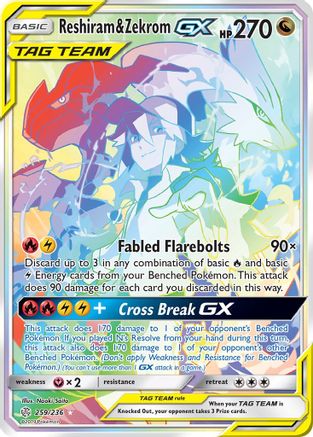 BASIC Reshiram&Zekrom GX HP 270
TAG TEAM
Fabled Flarebolts 90×
Discard up to 3 in any combination of basic and basic
Energy cards from your Benched Pokémon. This attack
does 90 damage for each card you discarded in this way.
+ Cross Break GX
This attack does 170 damage to 1 of your opponent's Benched
Pokémon. If you played N's Resolve from your hand during this
turn, this attack also does 170 damage to 1 of your opponent's
other Benched Pokémon. (Don't apply Weakness and Resistance for
Benched Pokémon.) (You can't use more than 1 GX attack in a game.)
weakness × 2 resistance retreat
TAG TEAM rule
When your TAG TEAM is
Knocked Out, your opponent takes 3 Prize cards.
Illus. Naoki Saito
259/236
©2019 Pokémon